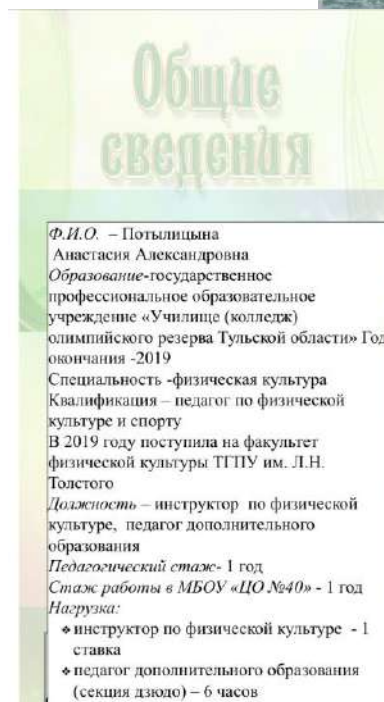 Общие
сведения
Ф.И.О. – Потылицына
Анастасия Александровна
Образование-государственное
профессиональное образовательное
учреждение «Училище (колледж)
олимпийского резерва Тульской области» Год
окончания -2019
Специальность -физическая культура
Квалификация – педагог по физической
культуре и спорту
В 2019 году поступила на факультет
физической культуры ТГПУ им. Л.Н.
Толстого
Должность – инструктор по физической
культуре, педагог дополнительного
образования
Педагогический стаж- 1 год
Стаж работы в МБОУ «ЦО №40» - 1 год
Нагрузка:
❖ инструктор по физической культуре - 1
ставка
❖ педагог дополнительного образования
(секция дзюдо) – 6 часов